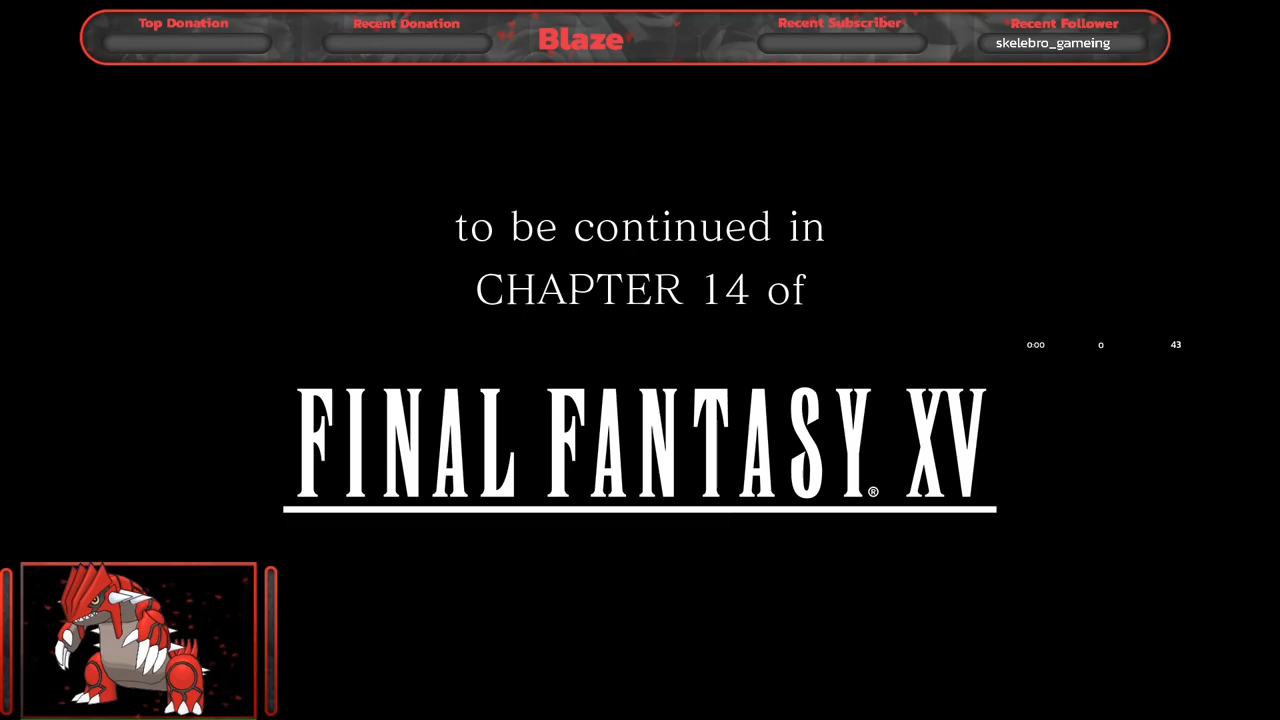 Top Donation
Recent Donation
Blaze
Recent Subscriber
Recent Follower
skelebro_gameing
to be continued in
CHAPTER 14 of
0:00 0 43
FINAL FANTASY® XV